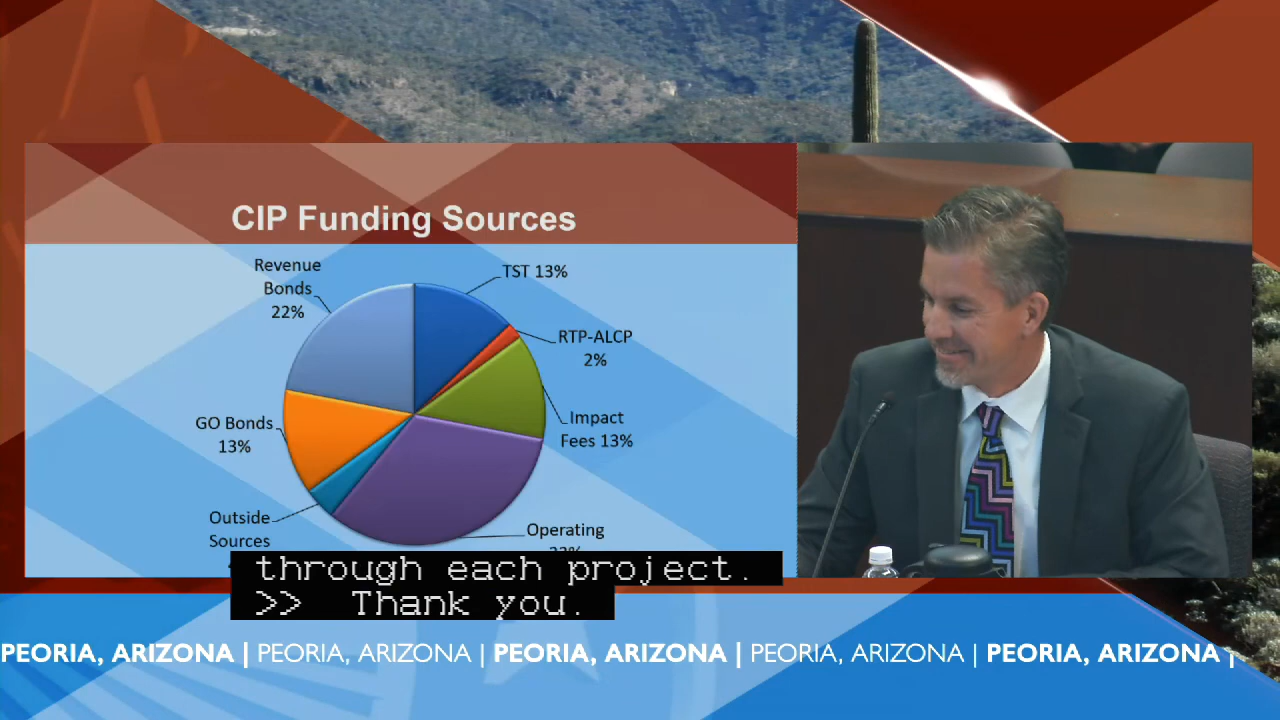 CIP Funding Sources
Revenue
Bonds
22%
TST 13%
RTP-ALCP
2%
Impact
Fees 13%
GO Bonds
13%
Outside
Sources
Operating
through each project.
>> Thank you.
PEORIA, ARIZONA | PEORIA, ARIZONA | PEORIA, ARIZONA | PEORIA, ARIZONA | PEORIA, ARIZONA |